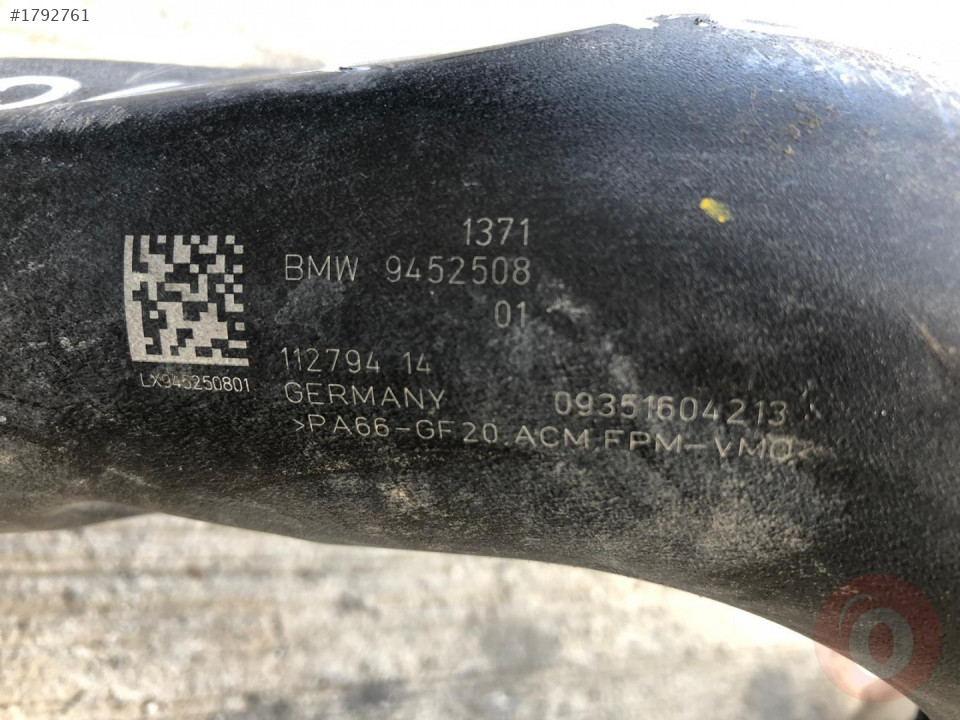 #1792761
1371
BMW 9452508
01
112794 14
LX945250801
GERMANY 09351604213
>PA66-GF20.ACM.FPM-VMQ